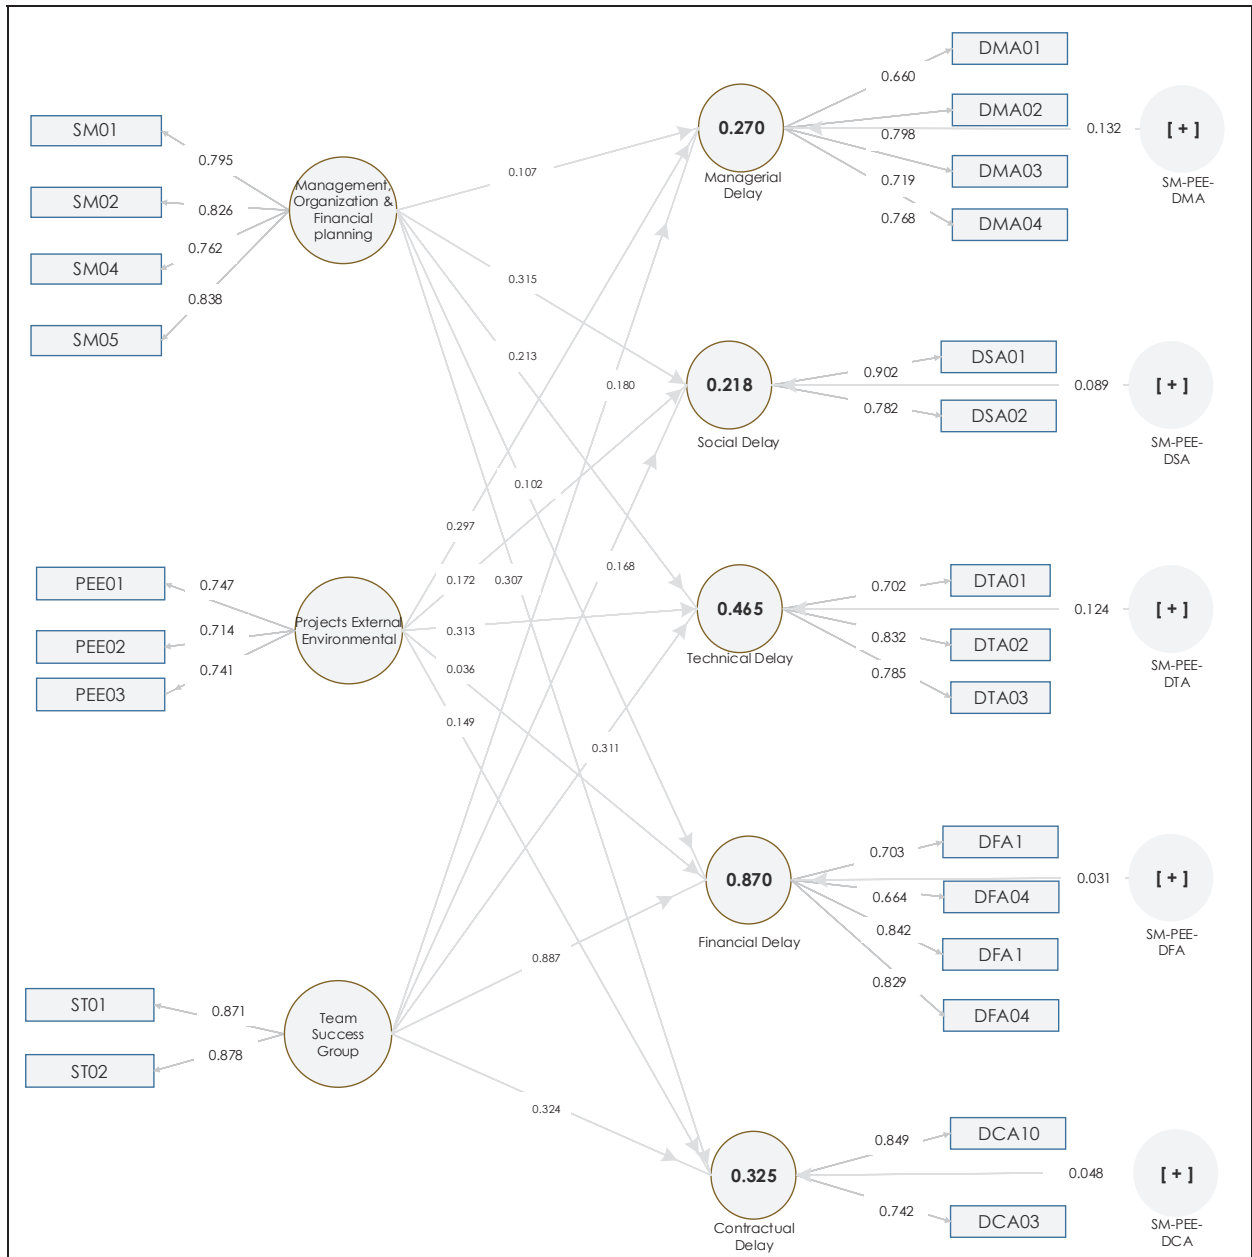 SM01
SM02
SM04
SM05
0.795
0.826
0.762
0.838
Management,
Organization &
Financial
planning
PEE01
PEE02
PEE03
0.747
0.714
0.741
Projects External
Environmental
ST01
ST02
0.871
0.878
Team
Success
Group
0.107
0.315
0.213
0.180
0.102
0.297
0.172
0.307
0.168
0.313
0.036
0.149
0.311
0.887
0.324
0.270
Managerial
Delay
0.660
0.798
0.719
0.768
DMA01
DMA02
DMA03
DMA04
0.132
[ + ]
SM-PEE-
DMA
0.218
Social Delay
0.902
0.782
DSA01
DSA02
0.089
[ + ]
SM-PEE-
DSA
0.465
Technical Delay
0.702
0.832
0.785
DTA01
DTA02
DTA03
0.124
[ + ]
SM-PEE-
DTA
0.870
Financial Delay
0.703
0.664
0.842
0.829
DFA1
DFA04
DFA1
DFA04
0.031
[ + ]
SM-PEE-
DFA
0.325
Contractual
Delay
0.849
0.742
DCA10
DCA03
0.048
[ + ]
SM-PEE-
DCA